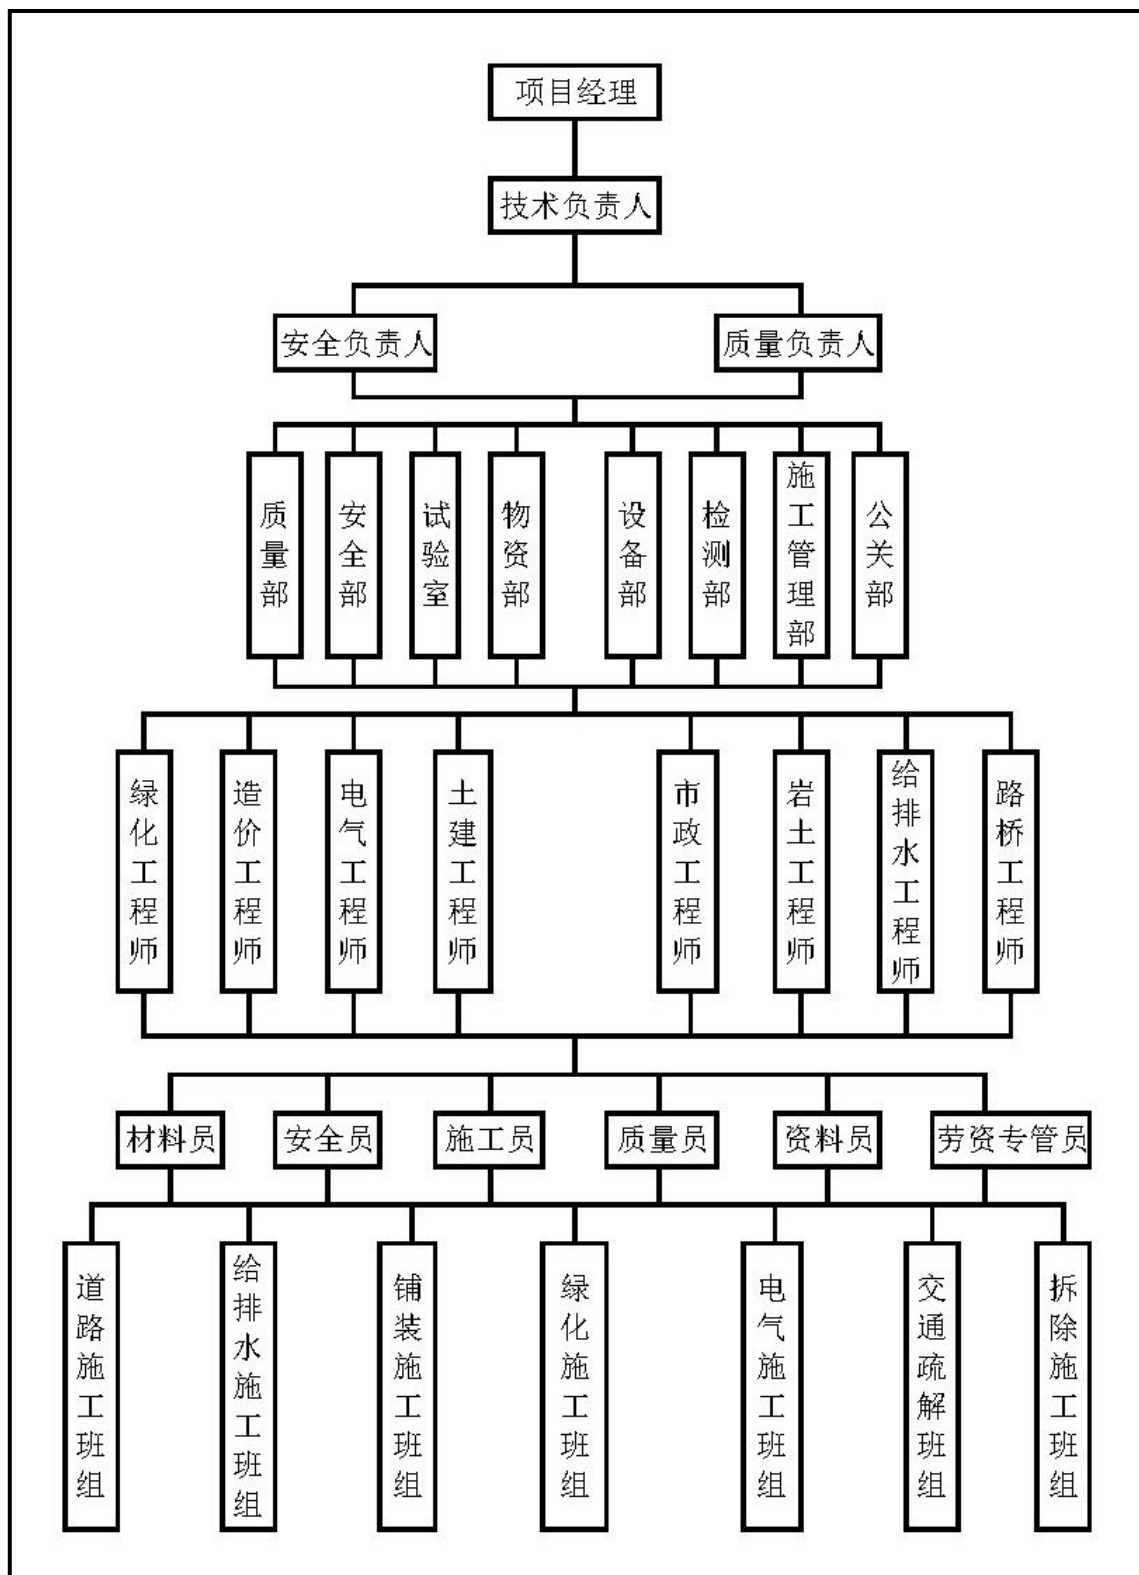 项目经理
技术负责人
安全负责人
质量负责人
质量部
安全部
试验室
物资部
设备部
检测部
施工管理部
公关部
绿化工程师
造价工程师
电气工程师
土建工程师
市政工程师
岩土工程师
给排水工程师
路桥工程师
材料员
安全员
施工员
质量员
资料员
劳资专管员
道路施工班组
给排水施工班组
铺装施工班组
绿化施工班组
电气施工班组
交通疏解班组
拆除施工班组